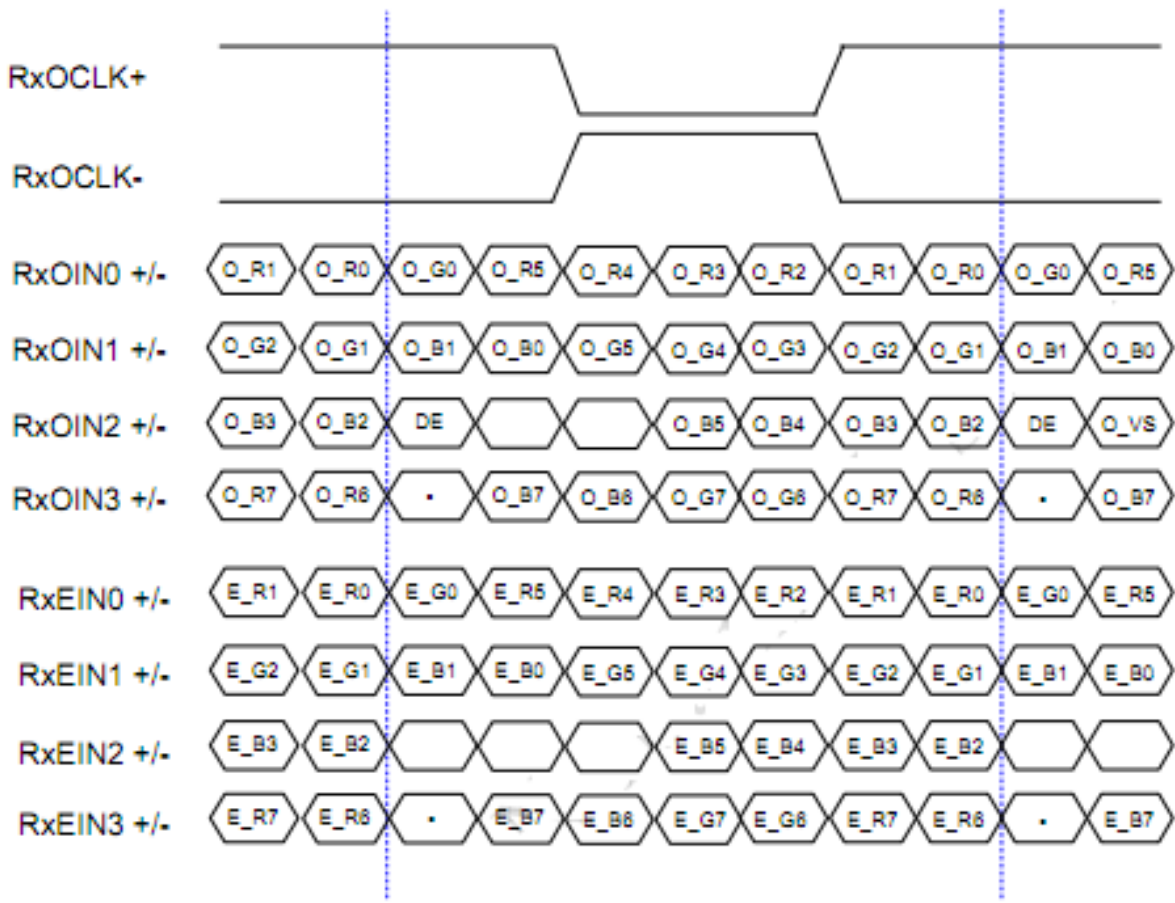 RxOCLK+
RxOCLK-
RxOIN0 +/- O_R1 O_R0 O_G0 O_R5 O_R4 O_R3 O_R2 O_R1 O_R0 O_G0 O_R5
RxOIN1 +/- O_G2 O_G1 O_B1 O_B0 O_G5 O_G4 O_G3 O_G2 O_G1 O_B1 O_B0
RxOIN2 +/- O_B3 O_B2 DE O_B5 O_B4 O_B3 O_B2 DE O_VS
RxOIN3 +/- O_R7 O_R6 • O_B7 O_B6 O_G7 O_G6 O_R7 O_R6 • O_B7
RxEIN0 +/- E_R1 E_R0 E_G0 E_R5 E_R4 E_R3 E_R2 E_R1 E_R0 E_G0 E_R5
RxEIN1 +/- E_G2 E_G1 E_B1 E_B0 E_G5 E_G4 E_G3 E_G2 E_G1 E_B1 E_B0
RxEIN2 +/- E_B3 E_B2 E_B5 E_B4 E_B3 E_B2
RxEIN3 +/- E_R7 E_R6 • E_B7 E_B6 E_G7 E_G6 E_R7 E_R6 • E_B7